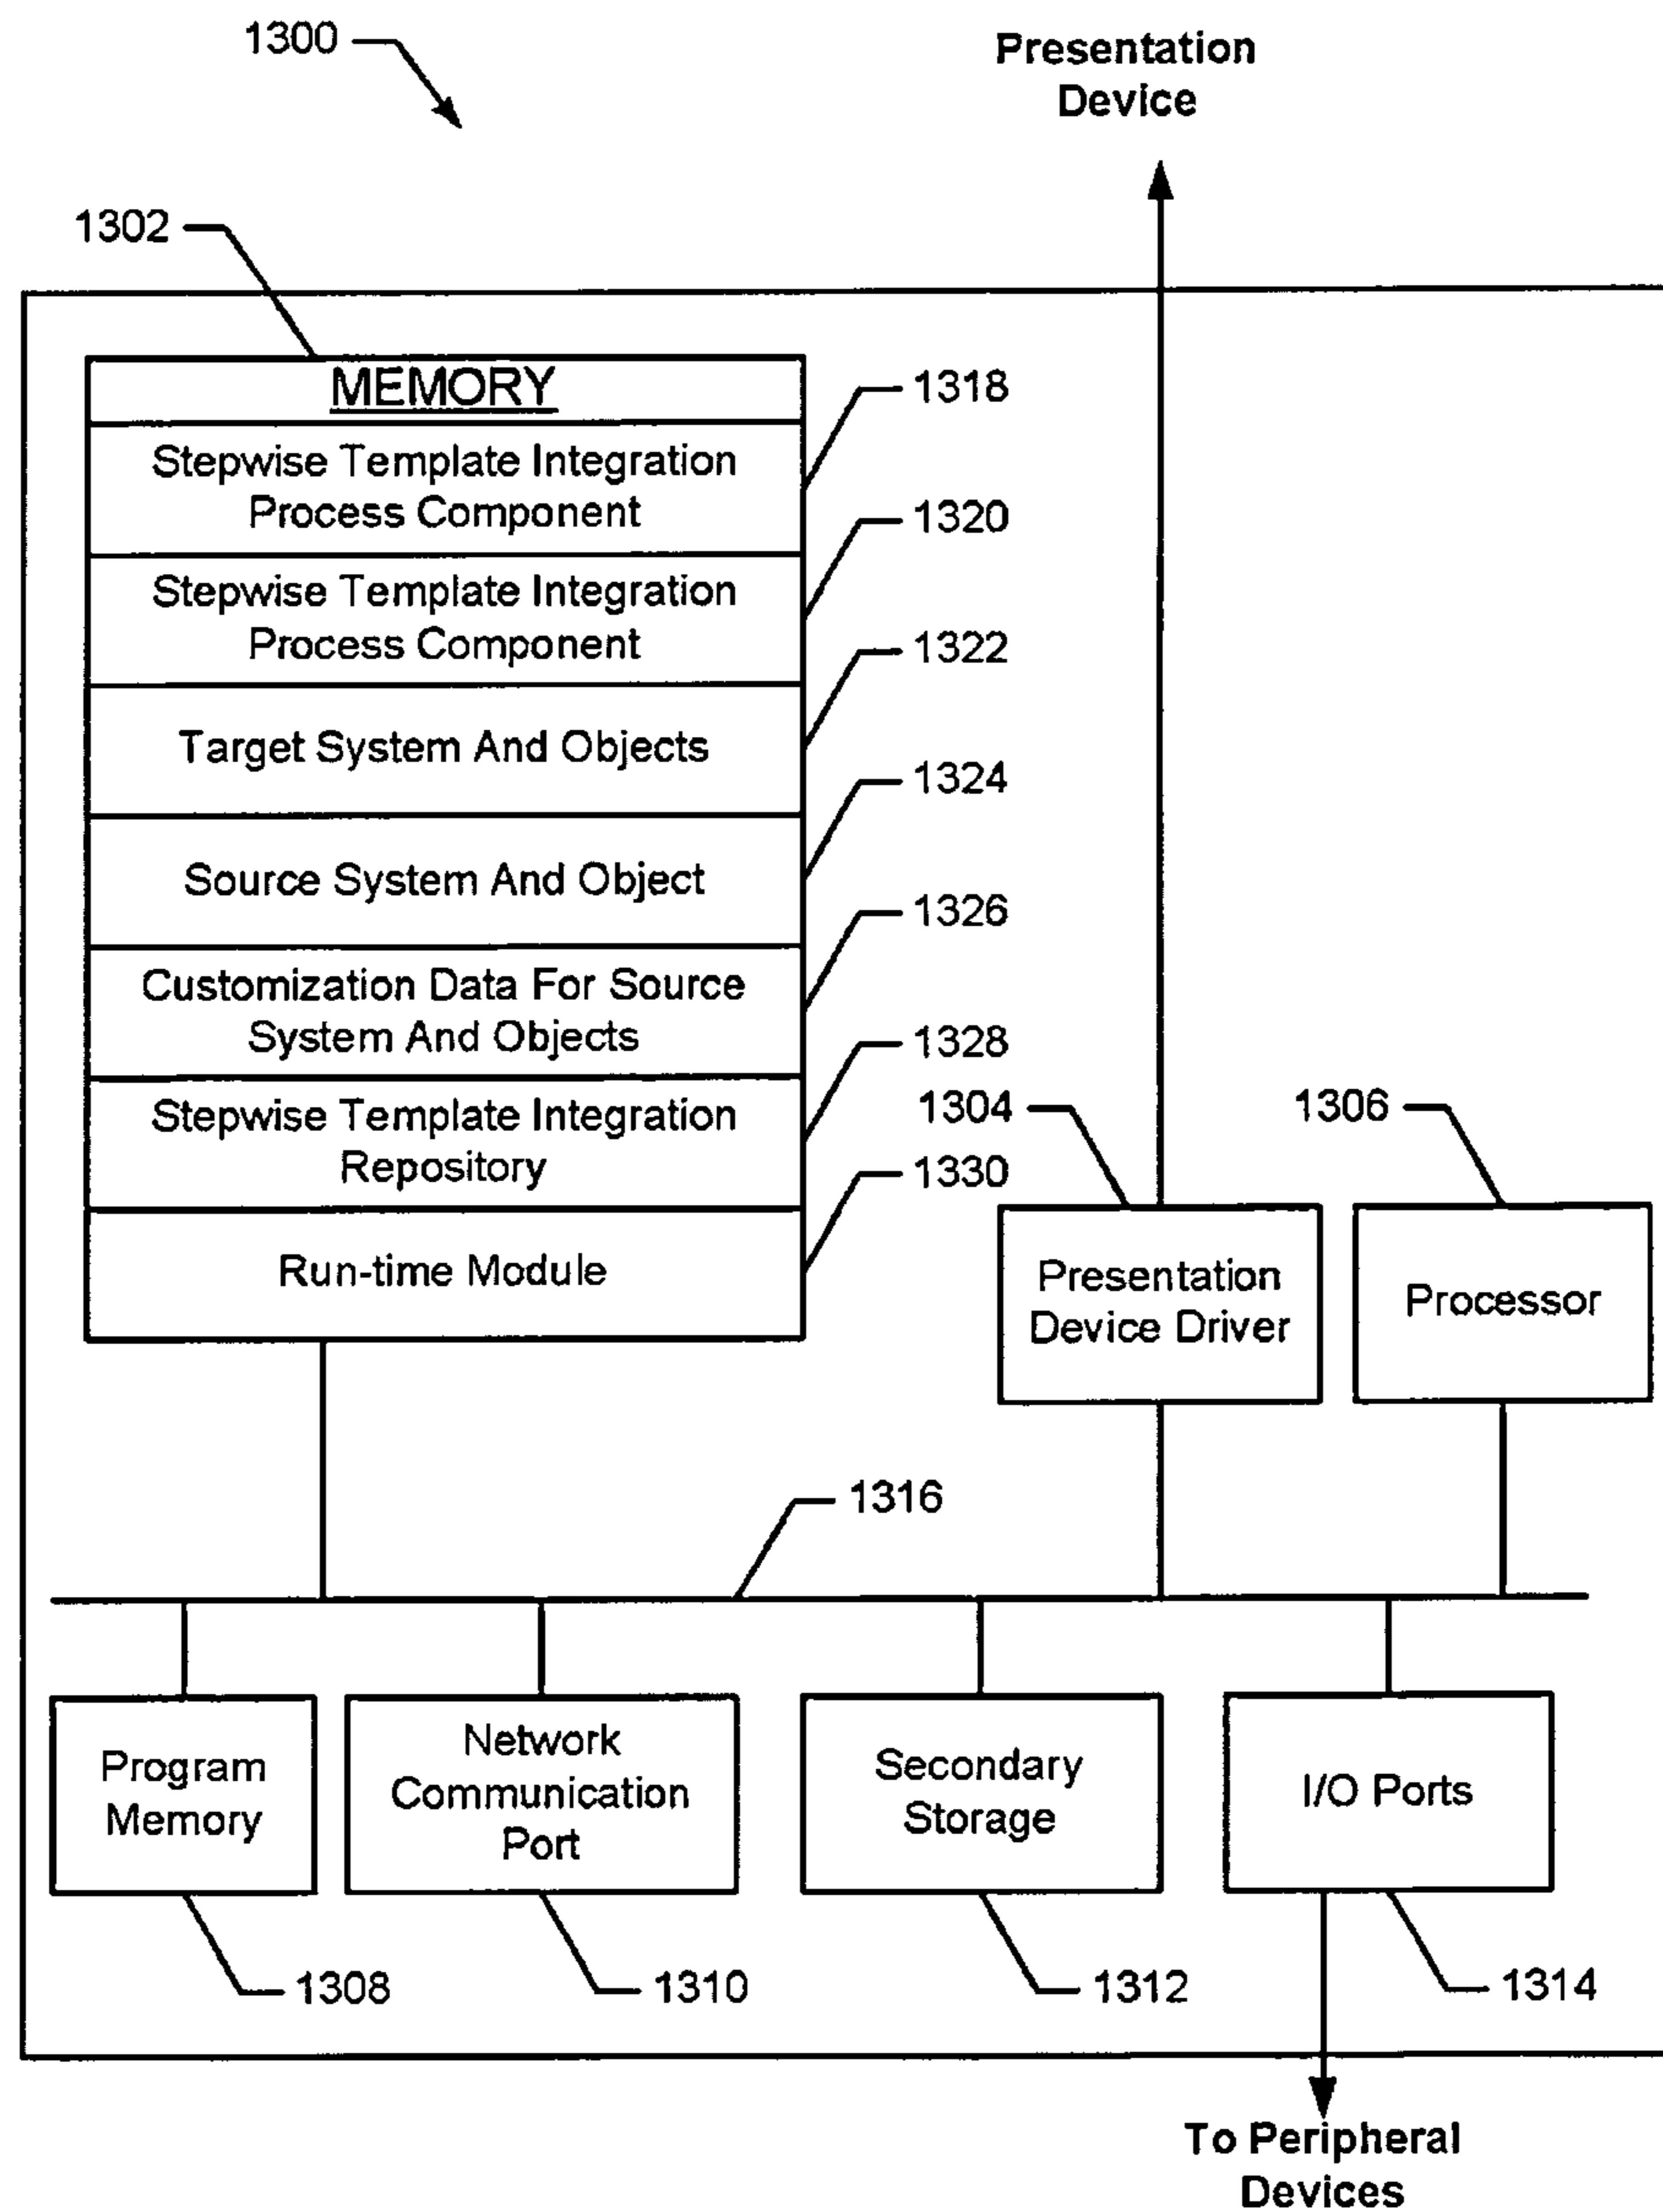 1300
Presentation
Device
1302
MEMORY
1318
Stepwise Template Integration
Process Component
1320
Stepwise Template Integration
Process Component
1322
Target System And Objects
1324
Source System And Object
1326
Customization Data For Source
System And Objects
1328
Stepwise Template Integration
Repository
1330
Run-time Module
1304
1306
Presentation
Device Driver
Processor
1316
Program
Memory
Network
Communication
Port
Secondary
Storage
I/O Ports
1308
1310
1312
1314
To Peripheral
Devices